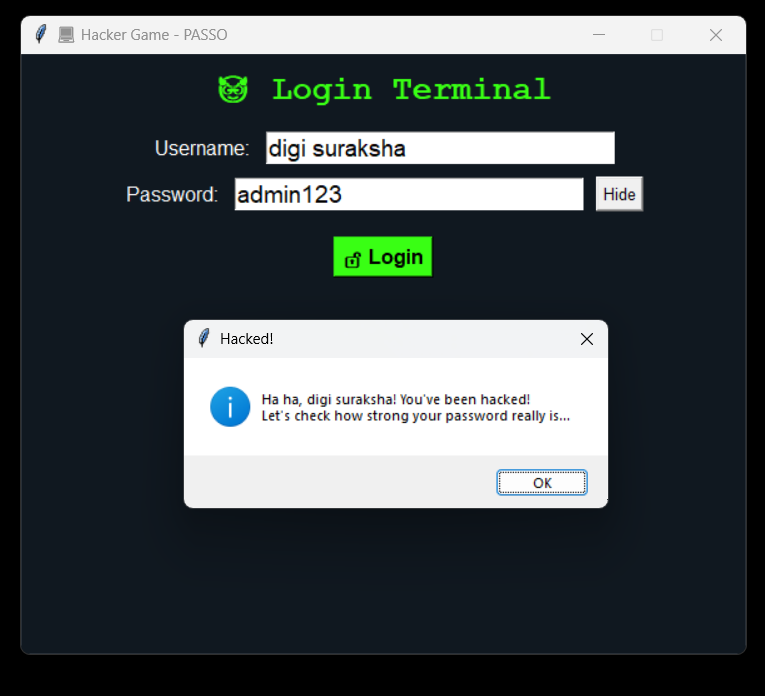 Hacker Game - PASSO
Login Terminal
Username: digi suraksha
Password: admin123 Hide
Login
Hacked!
Ha ha, digi suraksha! You've been hacked!
Let's check how strong your password really is...
OK